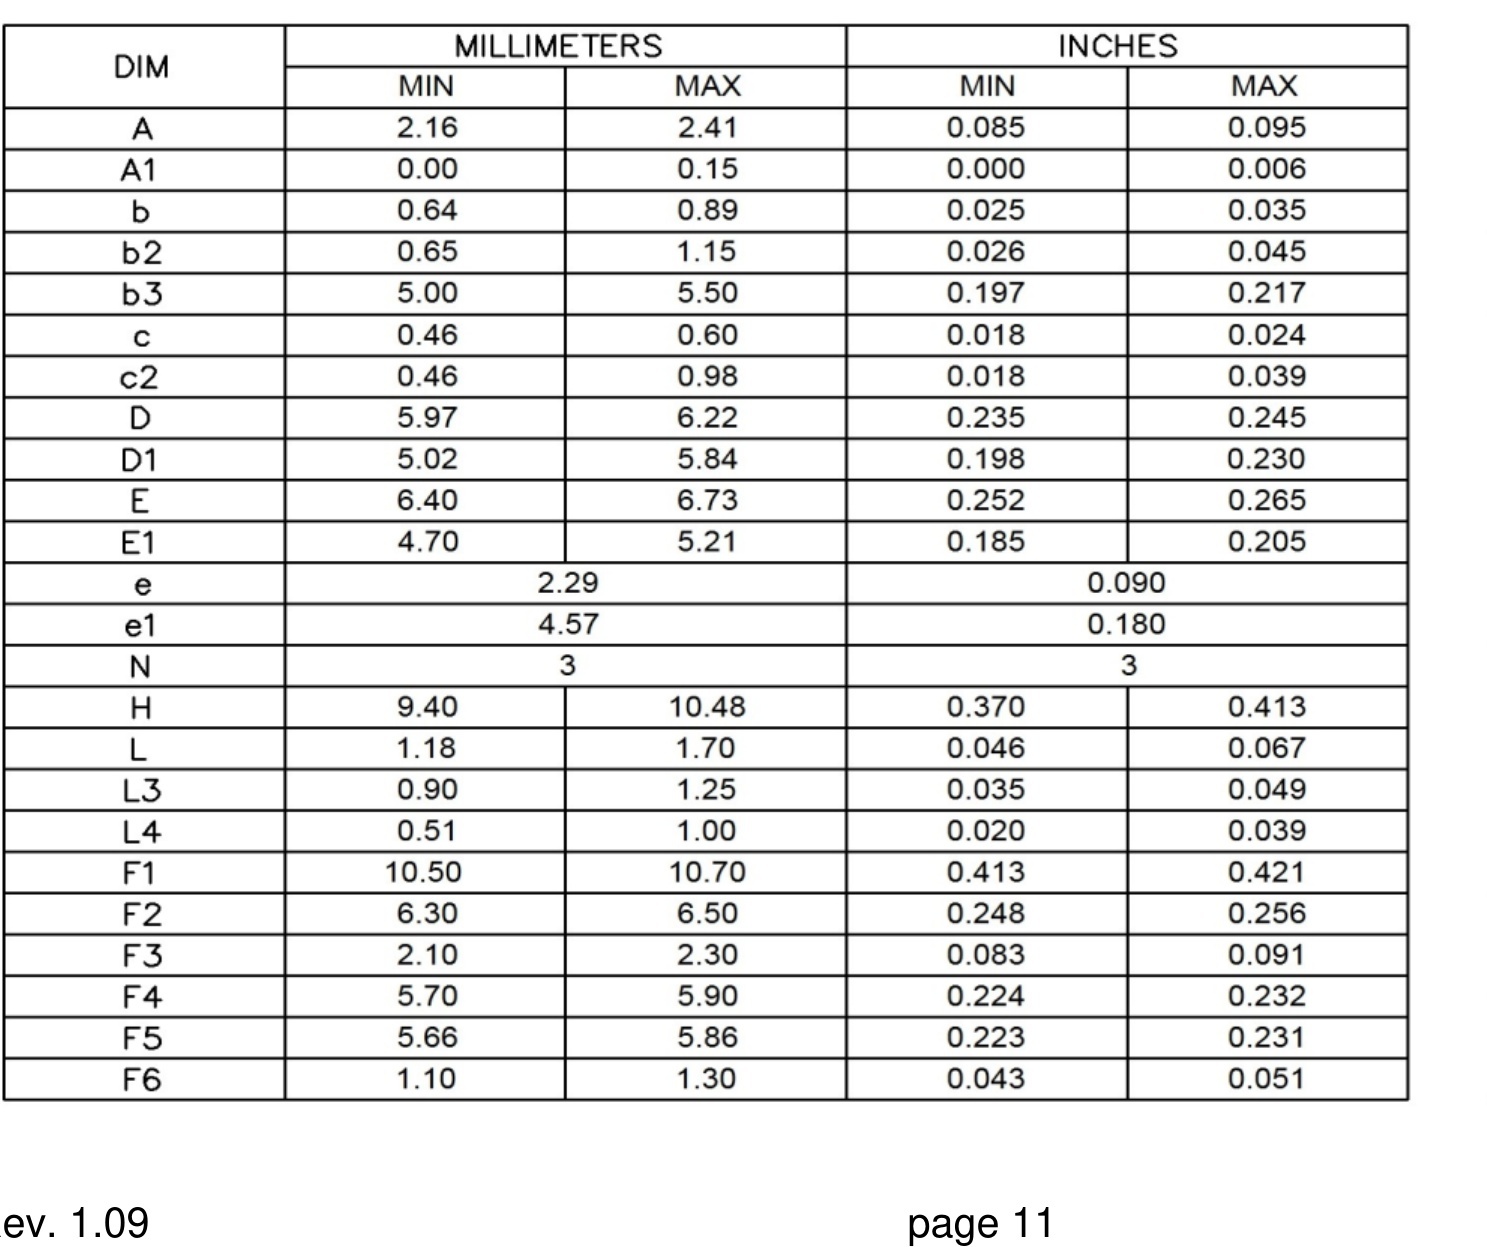 DIM MILLIMETERS INCHES
MIN MAX MIN MAX
A 2.16 2.41 0.085 0.095
A1 0.00 0.15 0.000 0.006
b 0.64 0.89 0.025 0.035
b2 0.65 1.15 0.026 0.045
b3 5.00 5.50 0.197 0.217
c 0.46 0.60 0.018 0.024
c2 0.46 0.98 0.018 0.039
D 5.97 6.22 0.235 0.245
D1 5.02 5.84 0.198 0.230
E 6.40 6.73 0.252 0.265
E1 4.70 5.21 0.185 0.205
e 2.29 0.090
e1 4.57 0.180
N 3 3
H 9.40 10.48 0.370 0.413
L 1.18 1.70 0.046 0.067
L3 0.90 1.25 0.035 0.049
L4 0.51 1.00 0.020 0.039
F1 10.50 10.70 0.413 0.421
F2 6.30 6.50 0.248 0.256
F3 2.10 2.30 0.083 0.091
F4 5.70 5.90 0.224 0.232
F5 5.66 5.86 0.223 0.231
F6 1.10 1.30 0.043 0.051
ev. 1.09 page 11